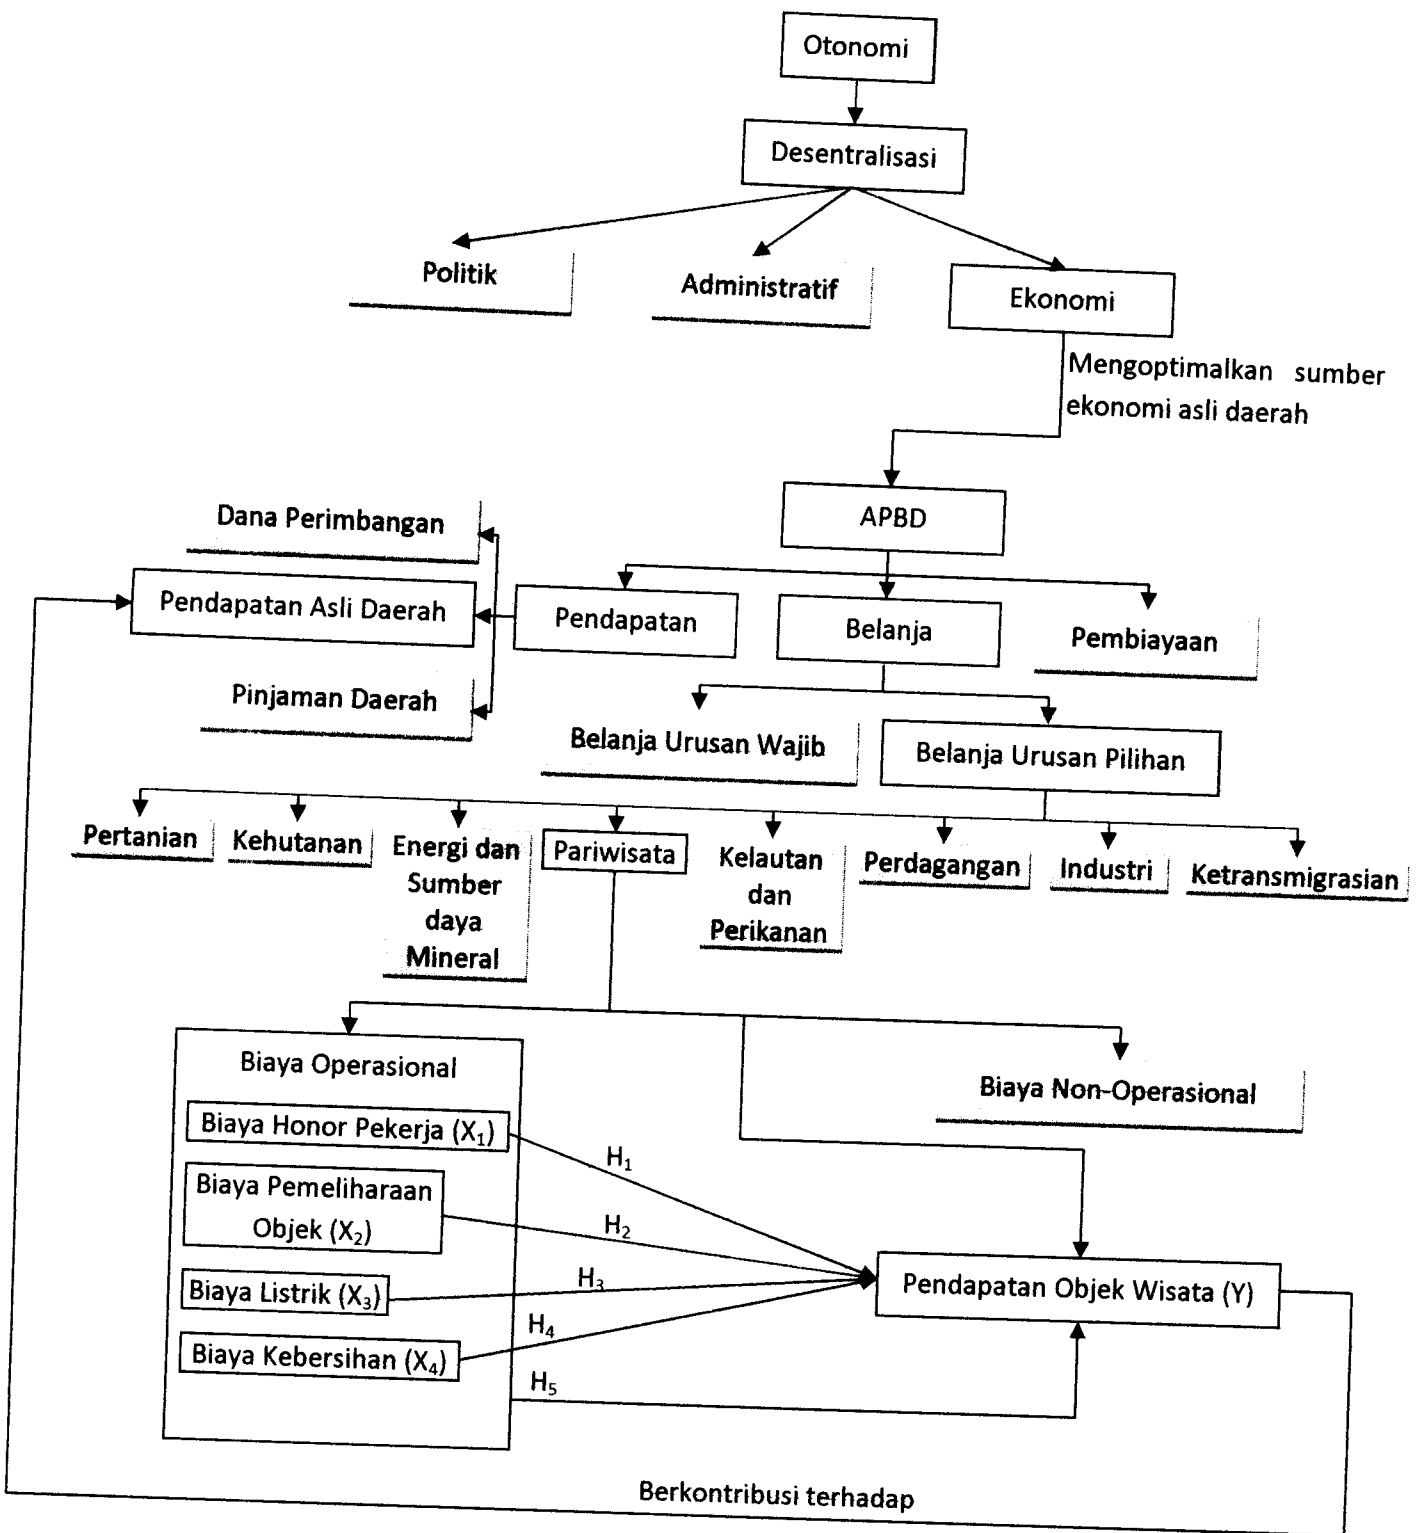 Otonomi
Desentralisasi
Politik
Administratif
Ekonomi
Mengoptimalkan sumber
ekonomi asli daerah
APBD
Dana Perimbangan
Pendapatan Asli Daerah
Pendapatan
Belanja
Pembiayaan
Pinjaman Daerah
Belanja Urusan Wajib
Belanja Urusan Pilihan
Pertanian
Kehutanan
Energi dan
Sumber
daya
Mineral
Pariwisata
Kelautan
dan
Perikanan
Perdagangan
Industri
Ketransmigrasian
Biaya Operasional
Biaya Non-Operasional
Biaya Honor Pekerja (X₁)
H₁
Biaya Pemeliharaan
Objek (X₂)
H₂
Biaya Listrik (X₃)
H₃
Pendapatan Objek Wisata (Y)
Biaya Kebersihan (X₄)
H₄
H₅
Berkontribusi terhadap